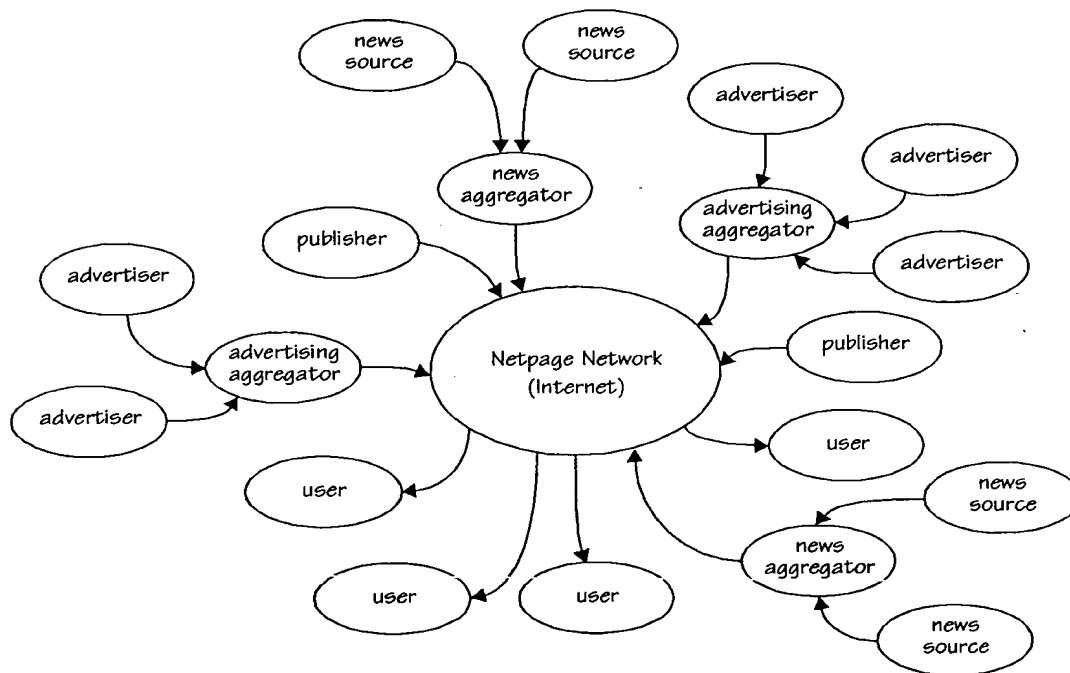 news
source
news
source
advertiser
advertiser
news
aggregator
advertising
aggregator
publisher
advertiser
advertiser
publisher
advertising
aggregator
Netpage Network
(Internet)
advertiser
user
user
news
source
news
aggregator
user
user
news
source